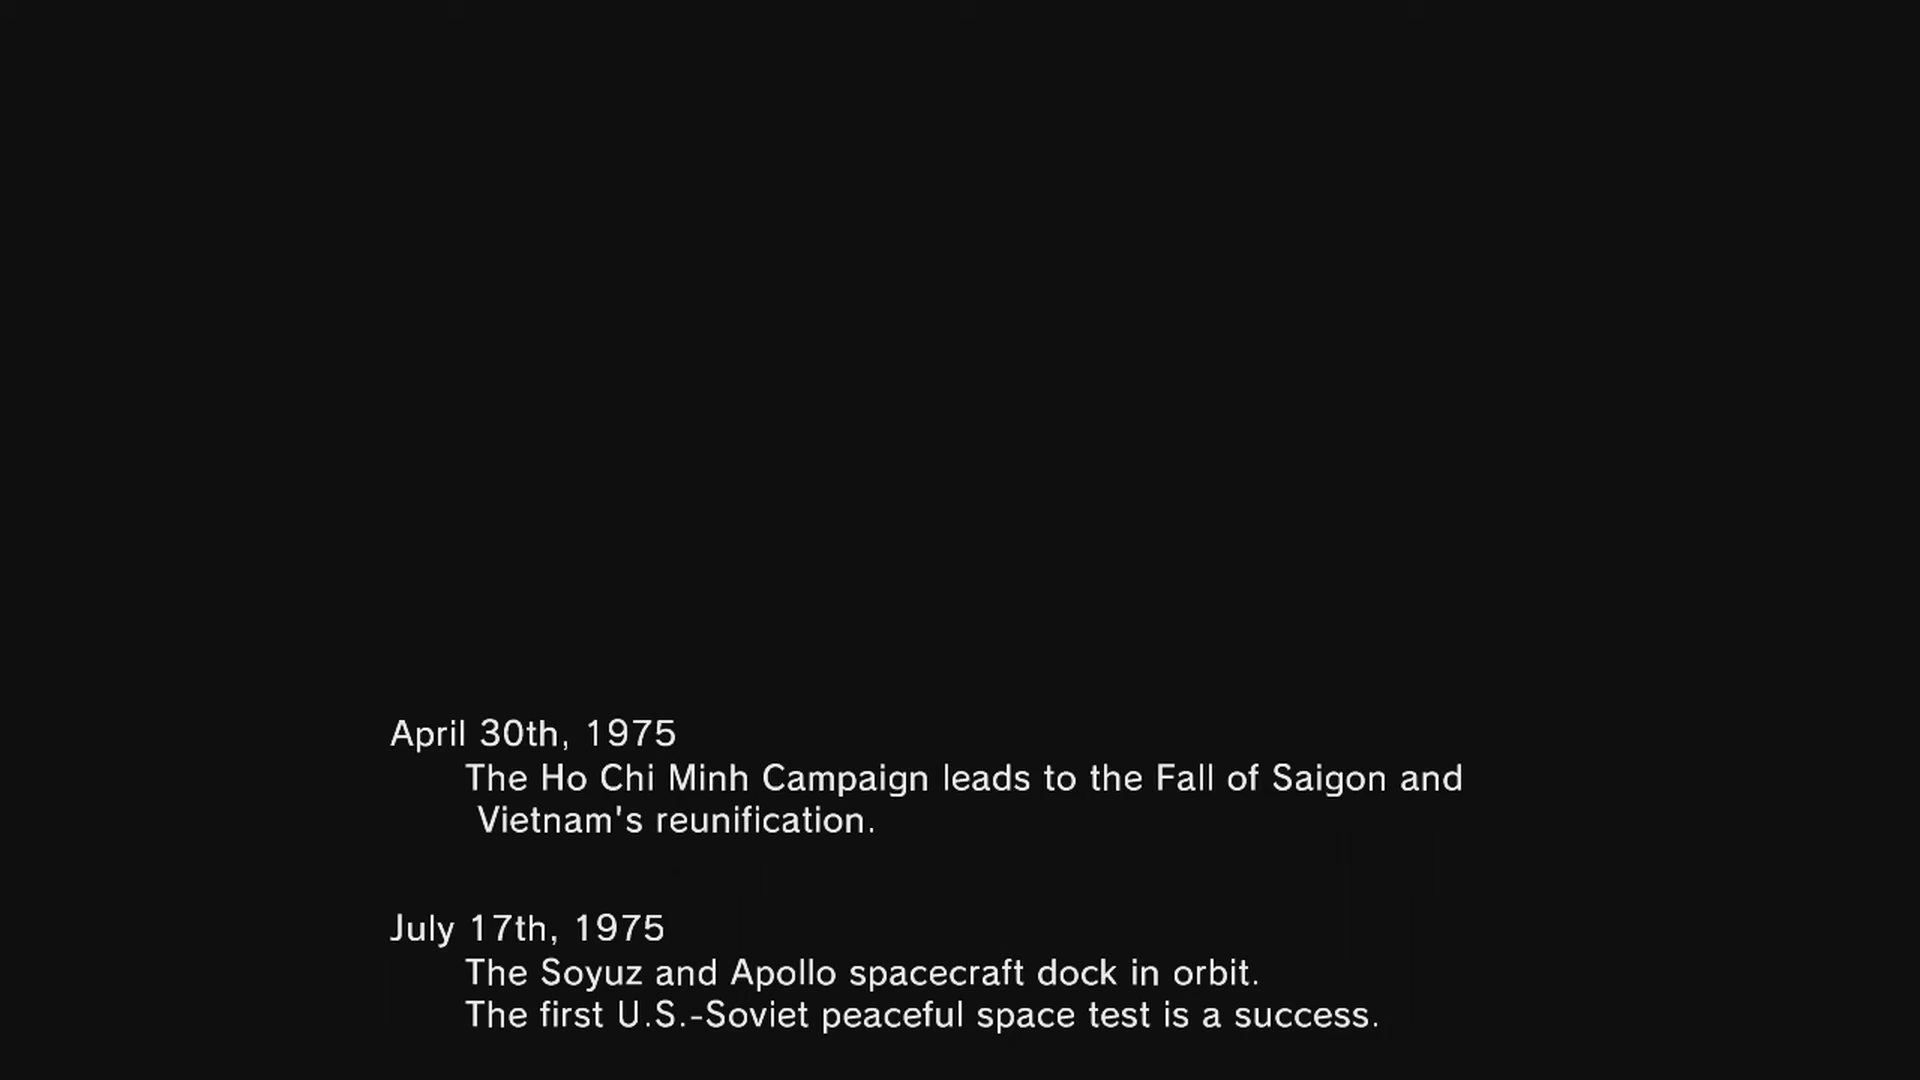 April 30th, 1975
The Ho Chi Minh Campaign leads to the Fall of Saigon and
Vietnam's reunification.
July 17th, 1975
The Soyuz and Apollo spacecraft dock in orbit.
The first U.S.-Soviet peaceful space test is a success.